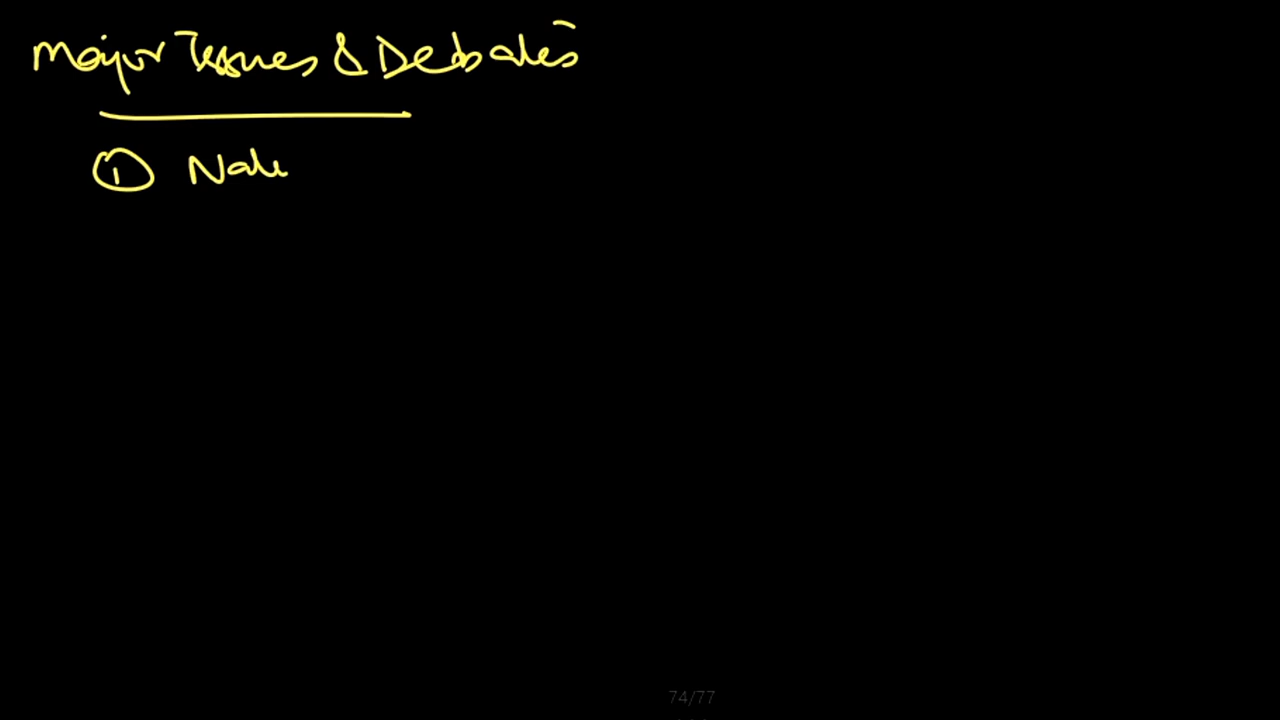 Major Issues & Debates
① Natu
74/77